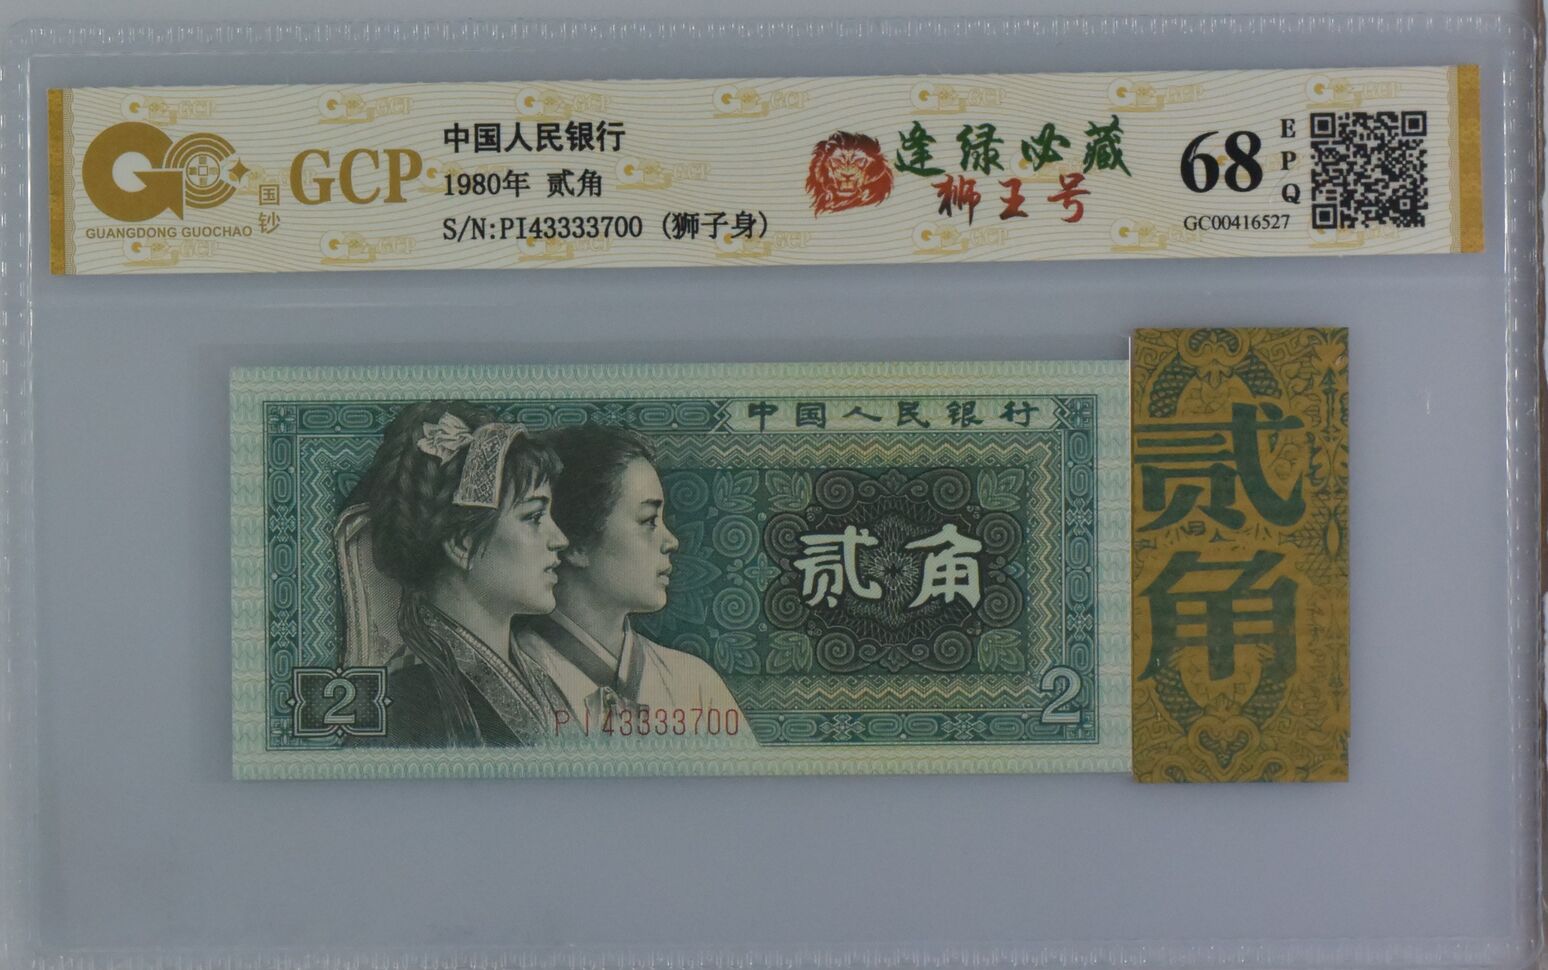 GUANGDONG GUOCHAO
国钞
GCP
中国人民银行
1980年 贰角
S/N:PI43333700 (狮子身)
逢绿必藏
狮王号
68
EPQ
GC00416527
中国人民银行
贰角
2
2
PI43333700
贰角